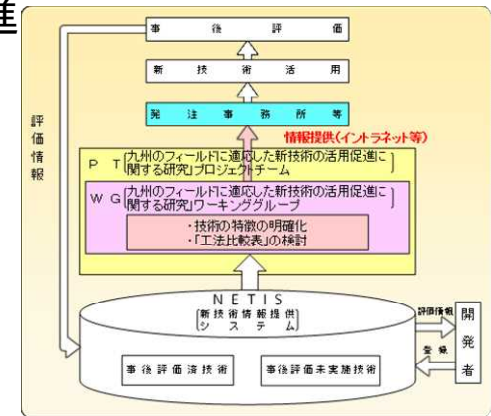 進
事後評価
新技術活用
発注事務所等
情報提供(イントラネット等)
評価情報
PT
九州のフィールドに適応した新技術の活用促進に
関する研究」プロジェクトチーム
WG
九州のフィールドに適応した新技術の活用促進に
関する研究」ワーキンググループ
・技術の特徴の明確化
・「工法比較表」の検討
NETIS
新技術情報提供
システム
事後評価済技術
事後評価未実施技術
評価情報
登録
開発者